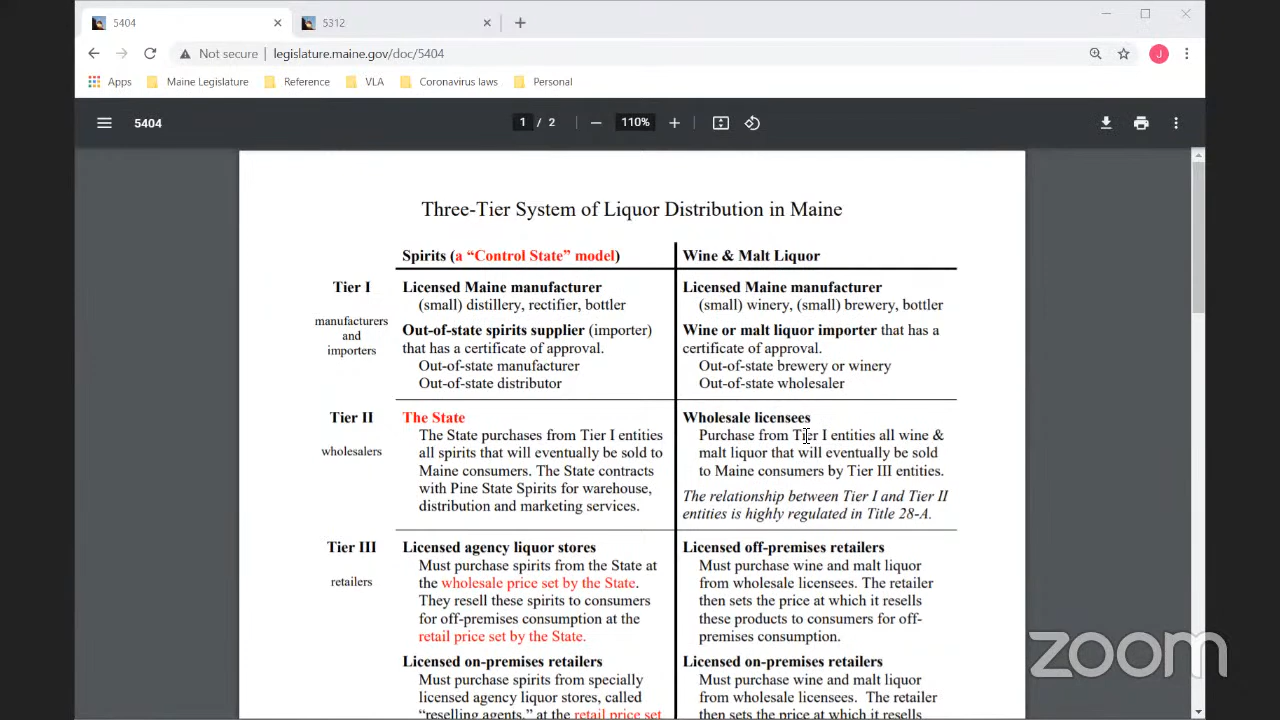 5404
5312
Not secure
legislature.maine.gov/doc/5404
J
Apps
Maine Legislature
Reference
VLA
Coronavirus laws
Personal
5404
1 / 2
110%
Three-Tier System of Liquor Distribution in Maine
Spirits (a “Control State” model)
Wine & Malt Liquor
Tier I
manufacturers
and
importers
Licensed Maine manufacturer
(small) distillery, rectifier, bottler
Out-of-state spirits supplier (importer)
that has a certificate of approval.
Out-of-state manufacturer
Out-of-state distributor
Licensed Maine manufacturer
(small) winery, (small) brewery, bottler
Wine or malt liquor importer that has a
certificate of approval.
Out-of-state brewery or winery
Out-of-state wholesaler
Tier II
wholesalers
The State
The State purchases from Tier I entities
all spirits that will eventually be sold to
Maine consumers. The State contracts
with Pine State Spirits for warehouse,
distribution and marketing services.
Wholesale licensees
Purchase from Tier I entities all wine &
malt liquor that will eventually be sold
to Maine consumers by Tier III entities.
The relationship between Tier I and Tier II
entities is highly regulated in Title 28-A.
Tier III
retailers
Licensed agency liquor stores
Must purchase spirits from the State at
the wholesale price set by the State.
They resell these spirits to consumers
for off-premises consumption at the
retail price set by the State.
Licensed on-premises retailers
Must purchase spirits from specially
licensed agency liquor stores, called
“reselling agents,” at the retail price set
Licensed off-premises retailers
Must purchase wine and malt liquor
from wholesale licensees. The retailer
then sets the price at which it resells
these products to consumers for off-
premises consumption.
Licensed on-premises retailers
Must purchase wine and malt liquor
from wholesale licensees. The retailer
then sets the price at which it resells
zoom